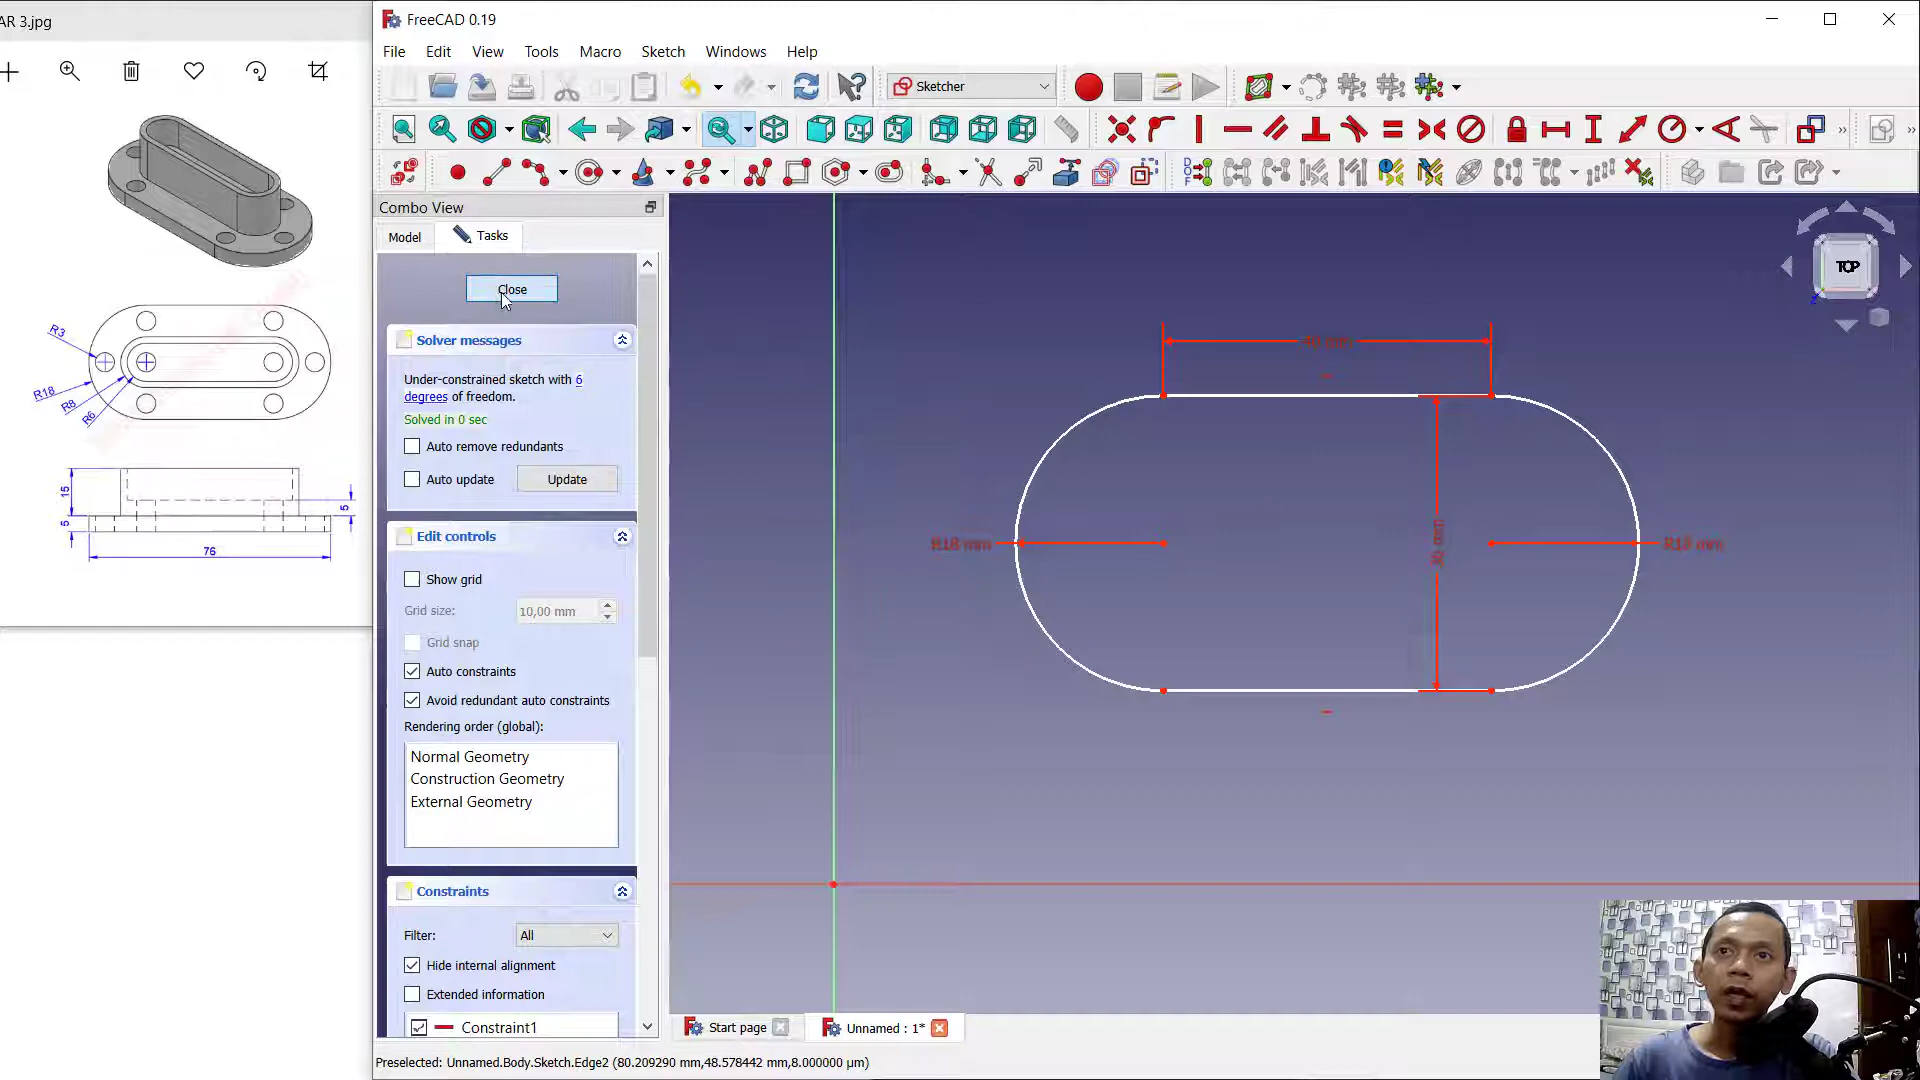 AR 3.jpg
R3
R18
R8
R6
15
5
5
76
FreeCAD 0.19
File Edit View Tools Macro Sketch Windows Help
Sketcher
Combo View
Model Tasks
Close
Solver messages
Under-constrained sketch with 6
degrees of freedom.
Solved in 0 sec
Auto remove redundants
Auto update Update
Edit controls
Show grid
Grid size: 10,00 mm
Grid snap
Auto constraints
Avoid redundant auto constraints
Rendering order (global):
Normal Geometry
Construction Geometry
External Geometry
Constraints
Filter: All
Hide internal alignment
Extended information
Constraint1
TOP
40 mm
R18 mm
R18 mm
Start page
Unnamed : 1*
Preselected: Unnamed.Body.Sketch.Edge2 (80.209290 mm,48.578442 mm,8.000000 µm)